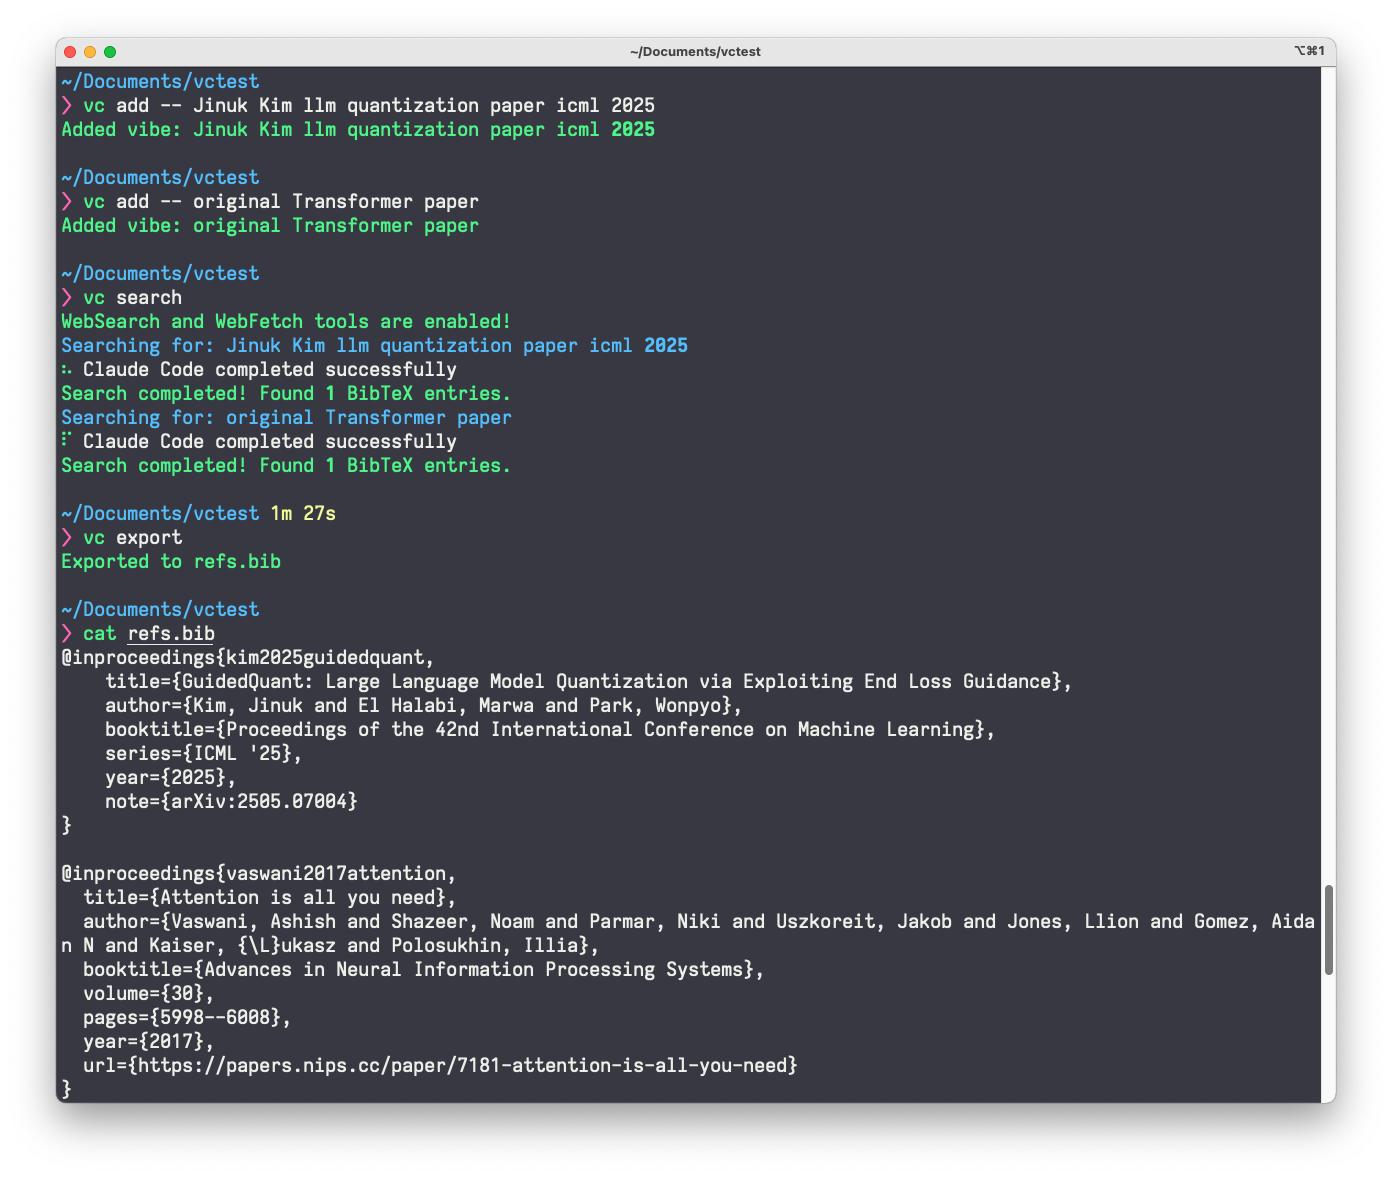 ~/Documents/vctest
⌥⌘1
~/Documents/vctest
❯ vc add -- Jinuk Kim llm quantization paper icml 2025
Added vibe: Jinuk Kim llm quantization paper icml 2025
~/Documents/vctest
❯ vc add -- original Transformer paper
Added vibe: original Transformer paper
~/Documents/vctest
❯ vc search
WebSearch and WebFetch tools are enabled!
Searching for: Jinuk Kim llm quantization paper icml 2025
Claude Code completed successfully
Search completed! Found 1 BibTeX entries.
Searching for: original Transformer paper
Claude Code completed successfully
Search completed! Found 1 BibTeX entries.
~/Documents/vctest 1m 27s
❯ vc export
Exported to refs.bib
~/Documents/vctest
❯ cat refs.bib
@inproceedings{kim2025guidedquant,
    title={GuidedQuant: Large Language Model Quantization via Exploiting End Loss Guidance},
    author={Kim, Jinuk and El Halabi, Marwa and Park, Wonpyo},
    booktitle={Proceedings of the 42nd International Conference on Machine Learning},
    series={ICML '25},
    year={2025},
    note={arXiv:2505.07004}
}
@inproceedings{vaswani2017attention,
  title={Attention is all you need},
  author={Vaswani, Ashish and Shazeer, Noam and Parmar, Niki and Uszkoreit, Jakob and Jones, Llion and Gomez, Aida
n N and Kaiser, {\L}ukasz and Polosukhin, Illia},
  booktitle={Advances in Neural Information Processing Systems},
  volume={30},
  pages={5998--6008},
  year={2017},
  url={https://papers.nips.cc/paper/7181-attention-is-all-you-need}
}